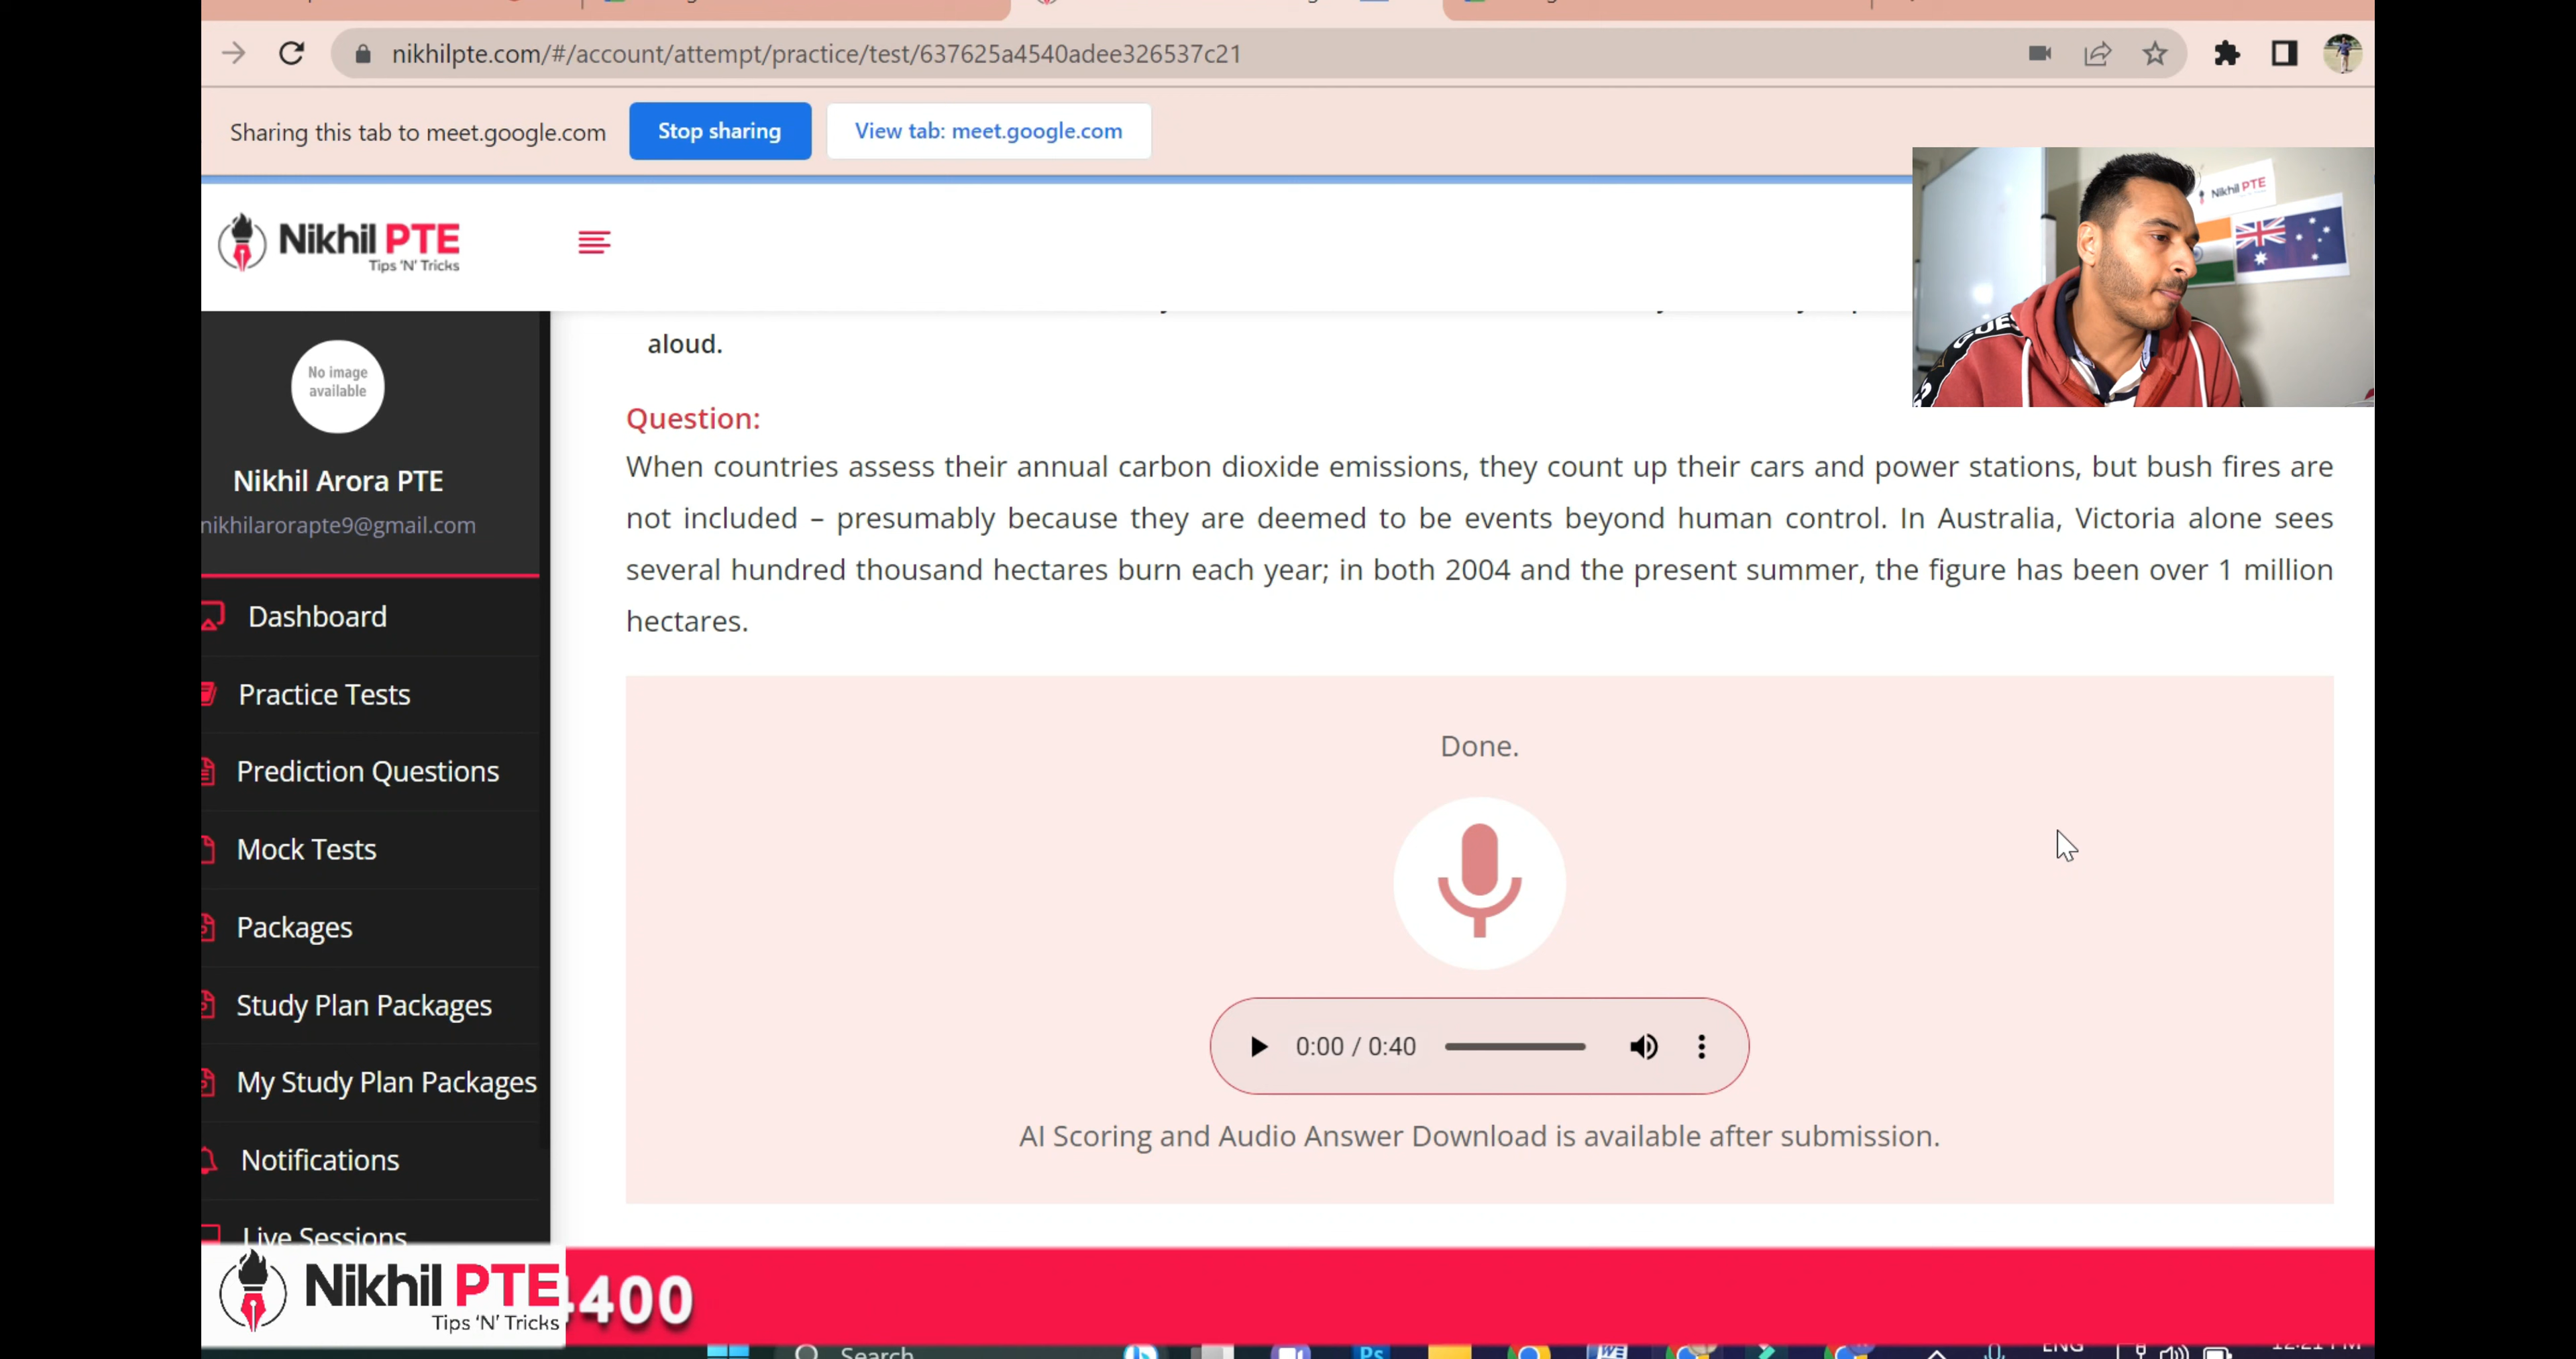 nikhilpte.com/#/account/attempt/practice/test/637625a4540adee326537c21
Sharing this tab to meet.google.com
Stop sharing
View tab: meet.google.com
Nikhil PTE
Tips 'N' Tricks
Nikhil PTE
aloud.
No image
available
Nikhil Arora PTE
nikhilarorapte9@gmail.com
Dashboard
Practice Tests
Prediction Questions
Mock Tests
Packages
Study Plan Packages
My Study Plan Packages
Notifications
Live Sessions
Question:
When countries assess their annual carbon dioxide emissions, they count up their cars and power stations, but bush fires are
not included – presumably because they are deemed to be events beyond human control. In Australia, Victoria alone sees
several hundred thousand hectares burn each year; in both 2004 and the present summer, the figure has been over 1 million
hectares.
Done.
0:00 / 0:40
AI Scoring and Audio Answer Download is available after submission.
Nikhil PTE
Tips 'N' Tricks
400
Search
Ps
ENG